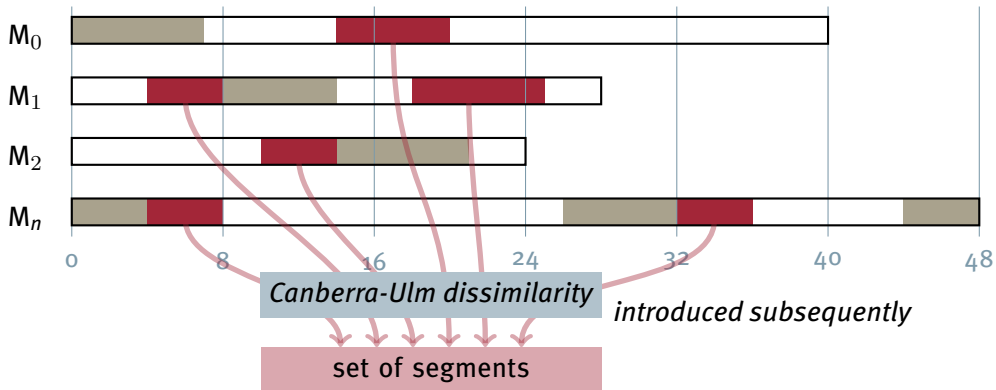 M0
M1
M2
Mn
0 8 16 24 32 40 48
Canberra-Ulm dissimilarity
introduced subsequently
set of segments